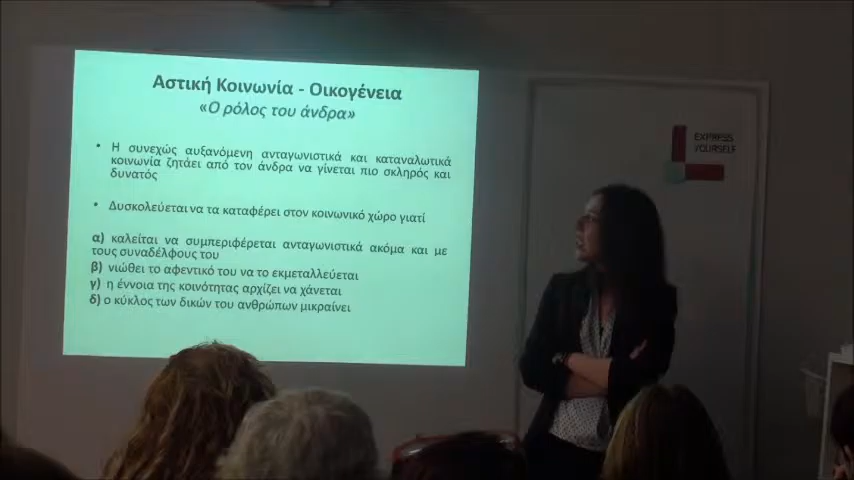 Αστική Κοινωνία - Οικογένεια
«Ο ρόλος του άνδρα»
• Η συνεχώς αυξανόμενη ανταγωνιστικά και καταναλωτικά
κοινωνία ζητάει από τον άνδρα να γίνεται πιο σκληρός και
δυνατός
• Δυσκολεύεται να τα καταφέρει στον κοινωνικό χώρο γιατί
α) καλείται να συμπεριφέρεται ανταγωνιστικά ακόμα και με
τους συναδέλφους του
β) νιώθει το αφεντικό του να το εκμεταλλεύεται
γ) η έννοια της κοινότητας αρχίζει να χάνεται
δ) ο κύκλος των δικών του ανθρώπων μικραίνει
EXPRESS
YOURSELF